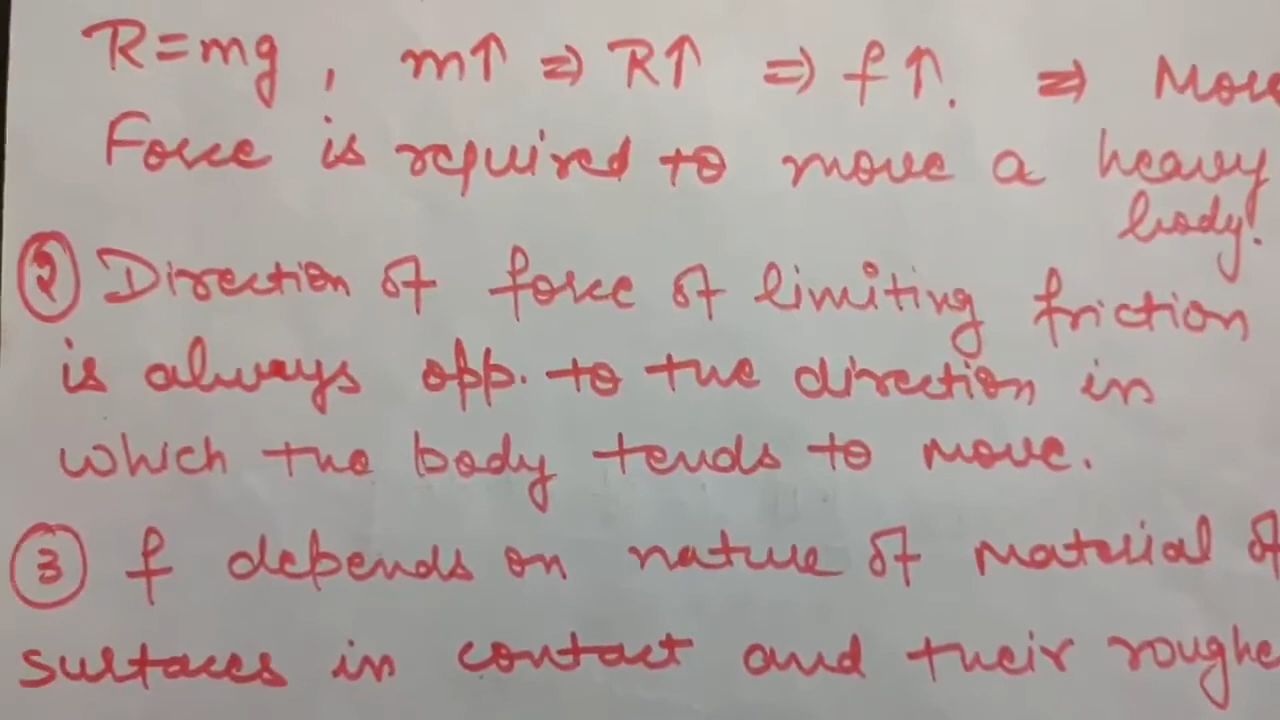 R=mg, m↑ ⇒ R↑ ⇒ f↑. ⇒ More
Force is required to move a heavy
body.
② Direction of force of limiting friction
is always opp. to the direction in
which the body tends to move.
③ f depends on nature of material of
surfaces in contact and their roughe